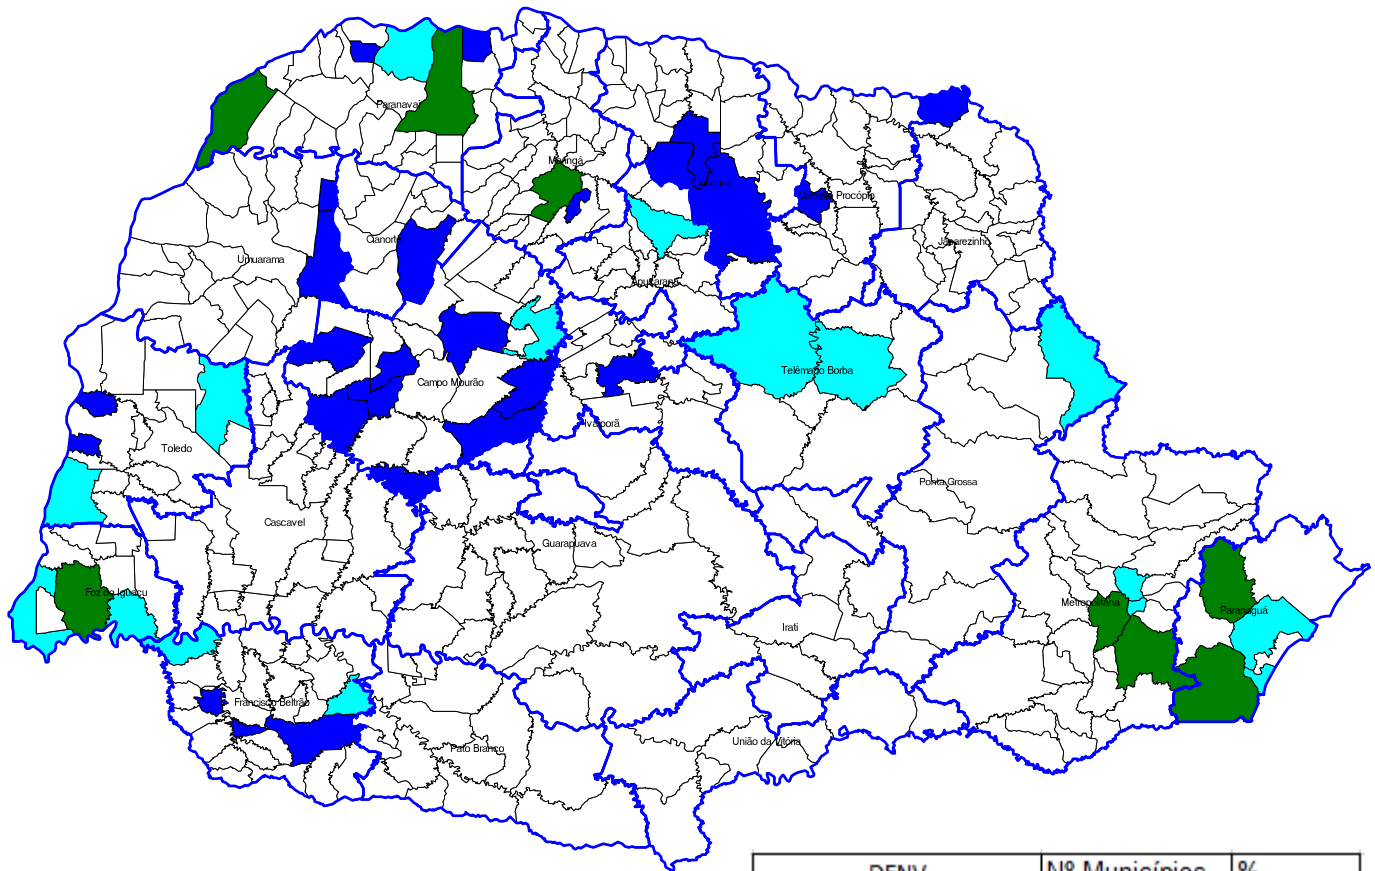 Paranavaí
Maringá
Londrina
Cornélio Procópio
Cianorte
Umuarama
Jacarezinho
Apucarana
Telêmaco Borba
Campo Mourão
Ivaiporã
Toledo
Ponta Grossa
Cascavel
Guarapuava
Foz do Iguaçu
Metropolitana
Paranaguá
Irati
Francisco Beltrão
Pato Branco
União da Vitória
DENV Nº Municípios %